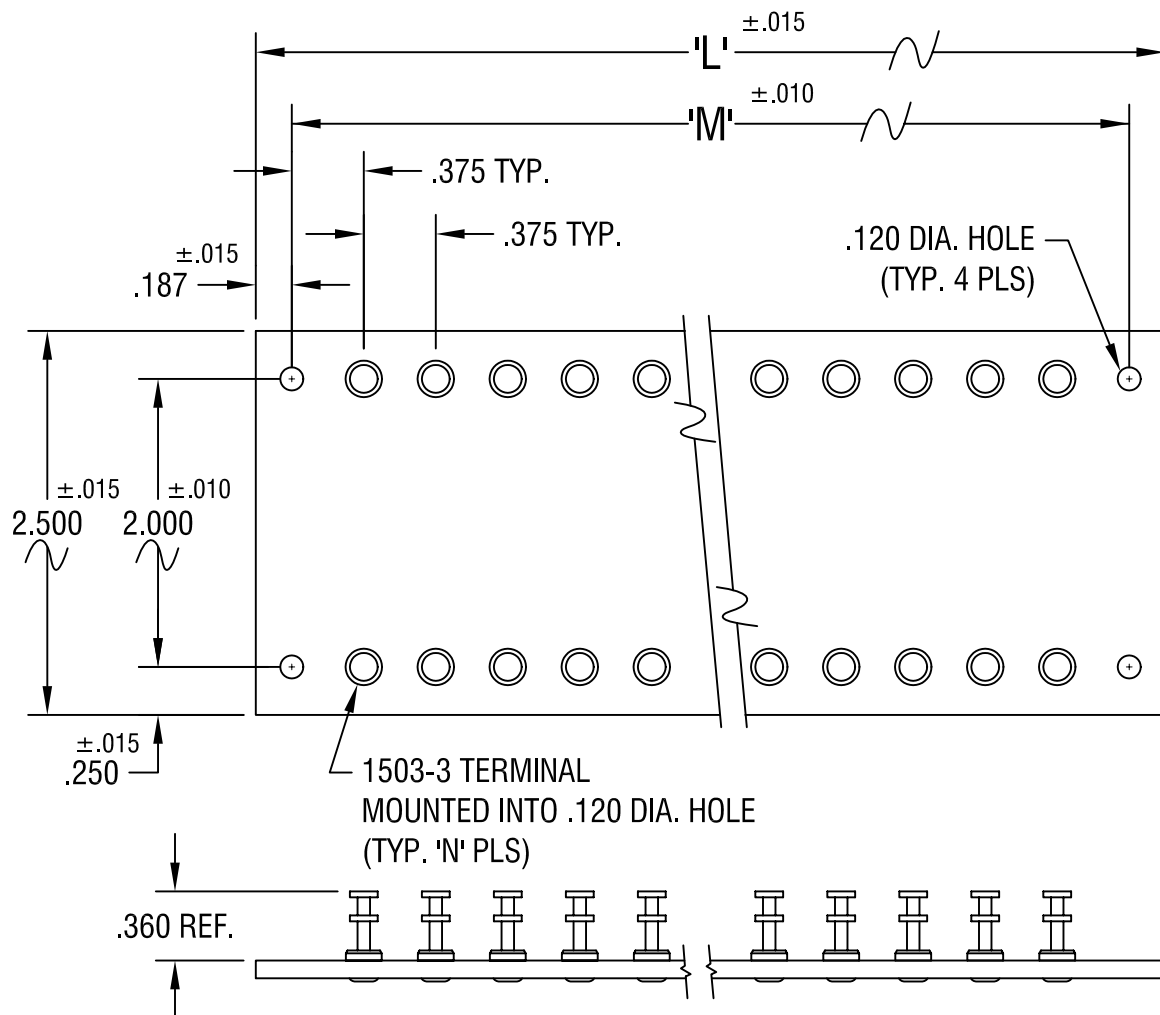 ±.015
'L'
±.010
'M'
.375 TYP.
.375 TYP.
±.015
.187
.120 DIA. HOLE
(TYP. 4 PLS)
±.015
2.500
±.010
2.000
±.015
.250
1503-3 TERMINAL
MOUNTED INTO .120 DIA. HOLE
(TYP. 'N' PLS)
.360 REF.